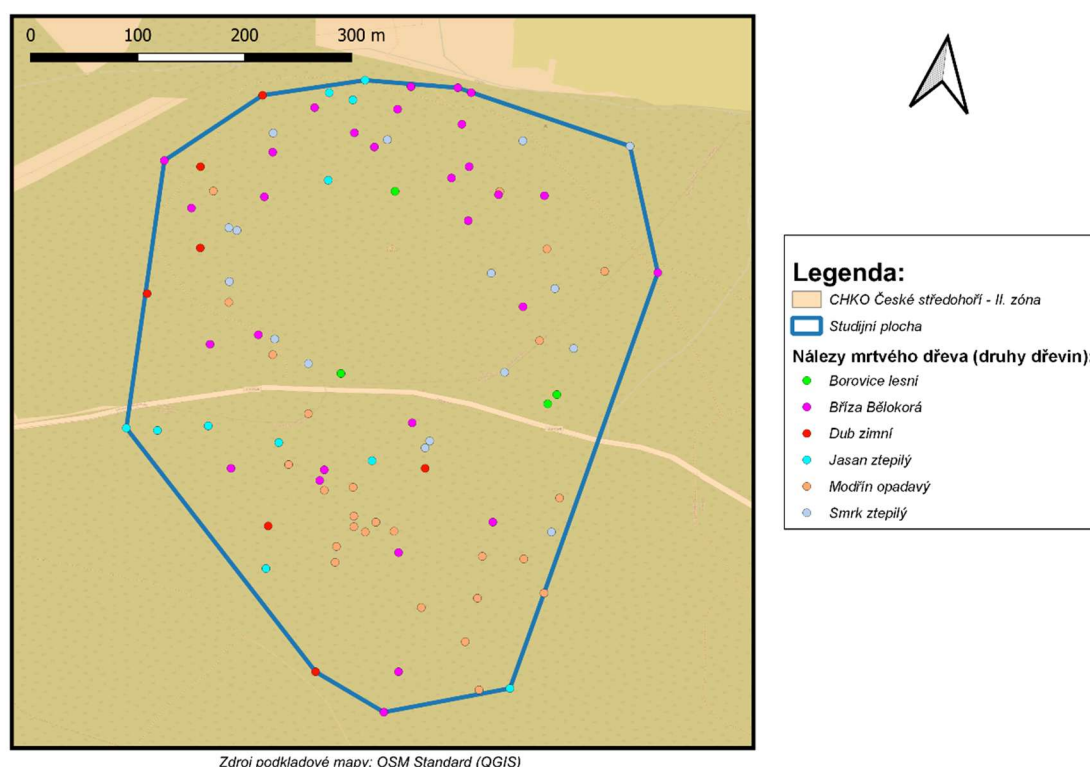 0 100 200 300 m
Legenda:
CHKO České středohoří - II. zóna
Studijní plocha
Nálezy mrtvého dřeva (druhy dřevin):
Borovice lesní
Bříza Bělokorá
Dub zimní
Jasan ztepilý
Modřín opadavý
Smrk ztepilý
Zdroj podkladové mapy: OSM Standard (QGIS)